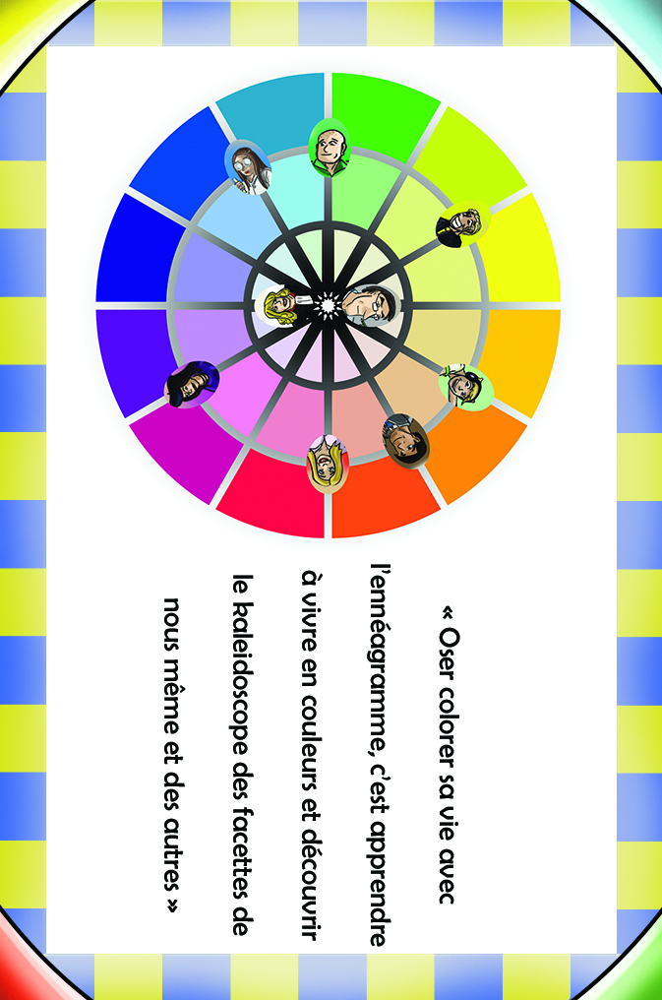 « Oser colorer sa vie avec
l'ennéagramme, c'est apprendre
à vivre en couleurs et découvrir
le kaleidoscope des facettes de
nous même et des autres »